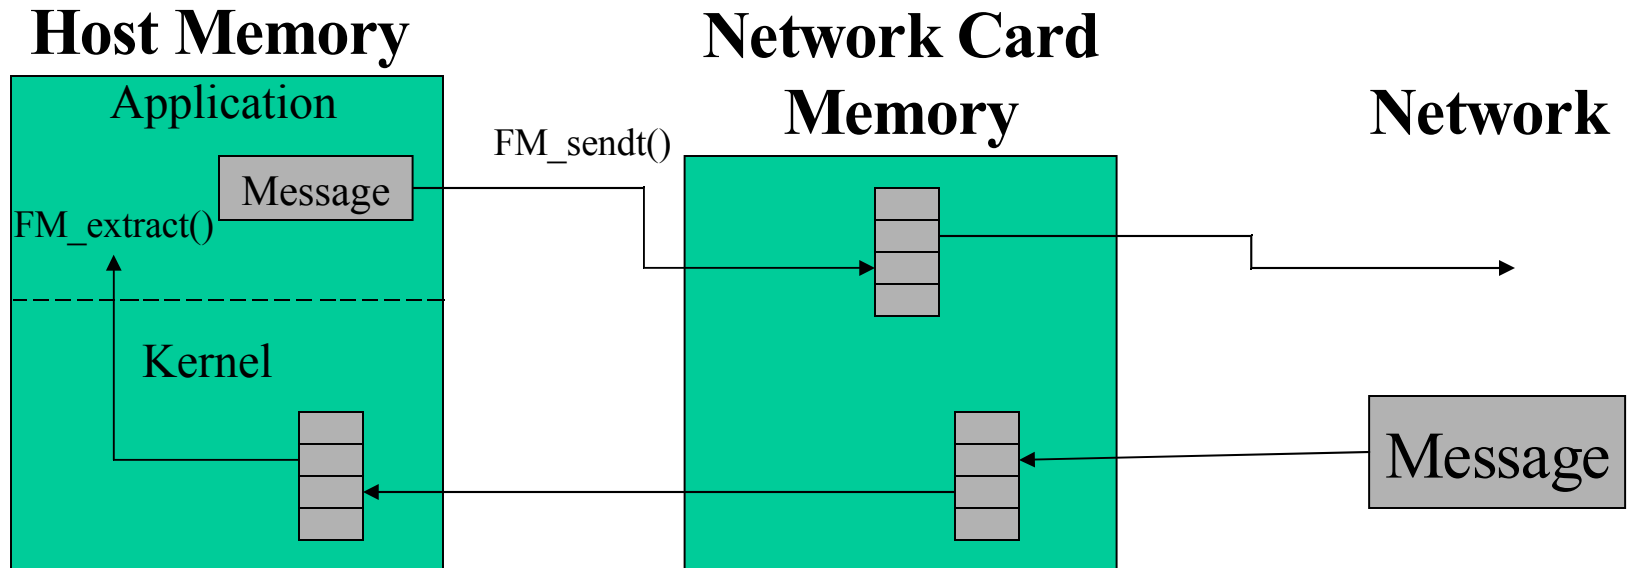 Host Memory
Network Card
Memory
Network
Application
FM_sendt()
Message
FM_extract()
Kernel
Message